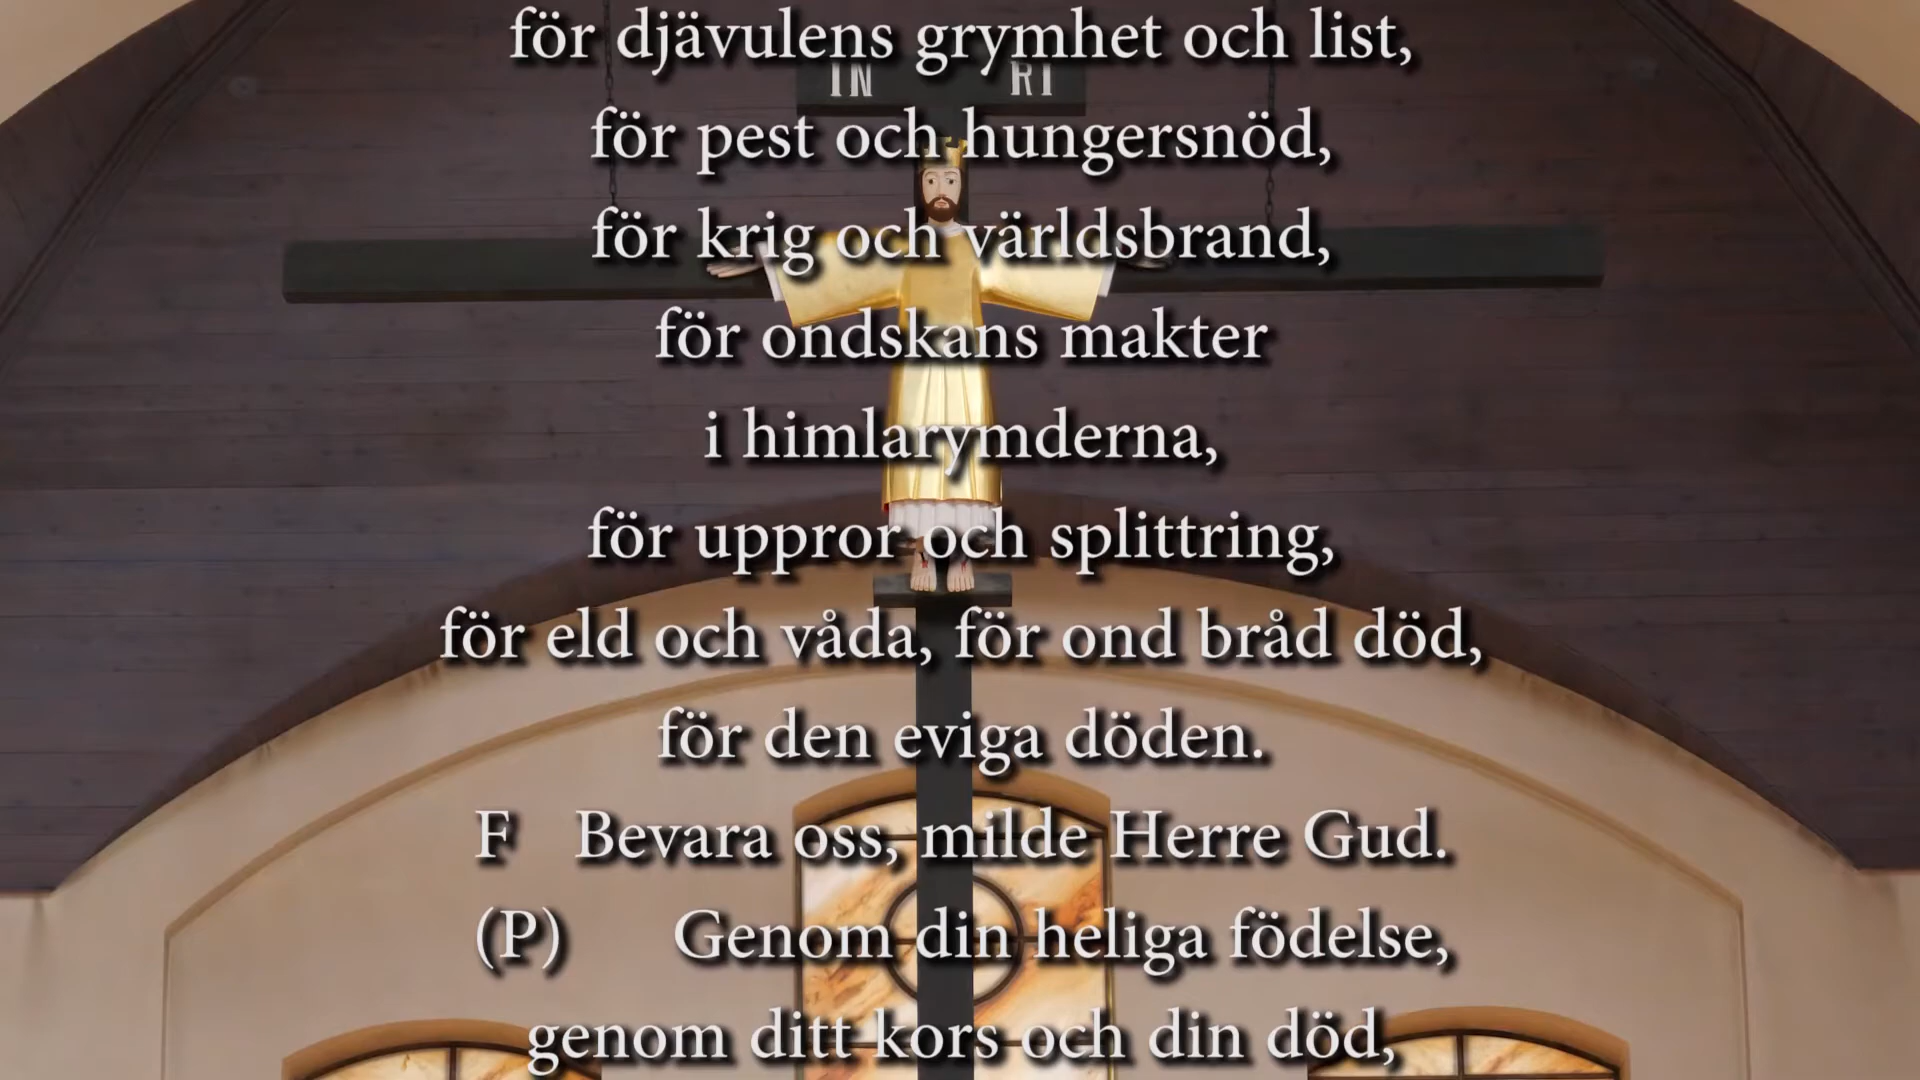 för djävulens grymhet och list,
IN RI
för pest och hungersnöd,
för krig och världsbrand,
för ondskans makter
i himlarymderna,
för uppror och splittring,
för eld och våda, för ond bråd död,
för den eviga döden.
F Bevara oss, milde Herre Gud.
(P) Genom din heliga födelse,
genom ditt kors och din död,